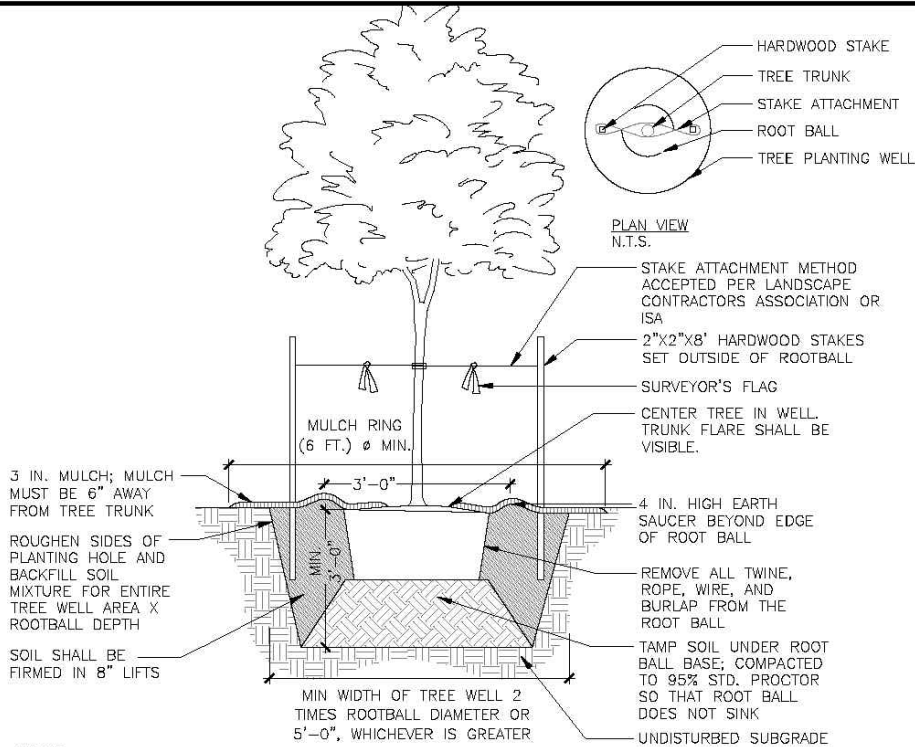 HARDWOOD STAKE
TREE TRUNK
STAKE ATTACHMENT
ROOT BALL
TREE PLANTING WELL
PLAN VIEW
N.T.S.
STAKE ATTACHMENT METHOD
ACCEPTED PER LANDSCAPE
CONTRACTORS ASSOCIATION OR
ISA
2"X2"X8' HARDWOOD STAKES
SET OUTSIDE OF ROOTBALL
SURVEYOR'S FLAG
MULCH RING
(6 FT.) ø MIN.
CENTER TREE IN WELL.
TRUNK FLARE SHALL BE
VISIBLE.
3'-0"
3 IN. MULCH; MULCH
MUST BE 6" AWAY
FROM TREE TRUNK
4 IN. HIGH EARTH
SAUCER BEYOND EDGE
OF ROOT BALL
ROUGHEN SIDES OF
PLANTING HOLE AND
BACKFILL SOIL
MIXTURE FOR ENTIRE
TREE WELL AREA X
ROOTBALL DEPTH
MIN
3'-0"
REMOVE ALL TWINE,
ROPE, WIRE, AND
BURLAP FROM THE
ROOT BALL
SOIL SHALL BE
FIRMED IN 8" LIFTS
TAMP SOIL UNDER ROOT
BALL BASE; COMPACTED
TO 95% STD. PROCTOR
SO THAT ROOT BALL
DOES NOT SINK
MIN WIDTH OF TREE WELL 2
TIMES ROOTBALL DIAMETER OR
5'-0", WHICHEVER IS GREATER
UNDISTURBED SUBGRADE